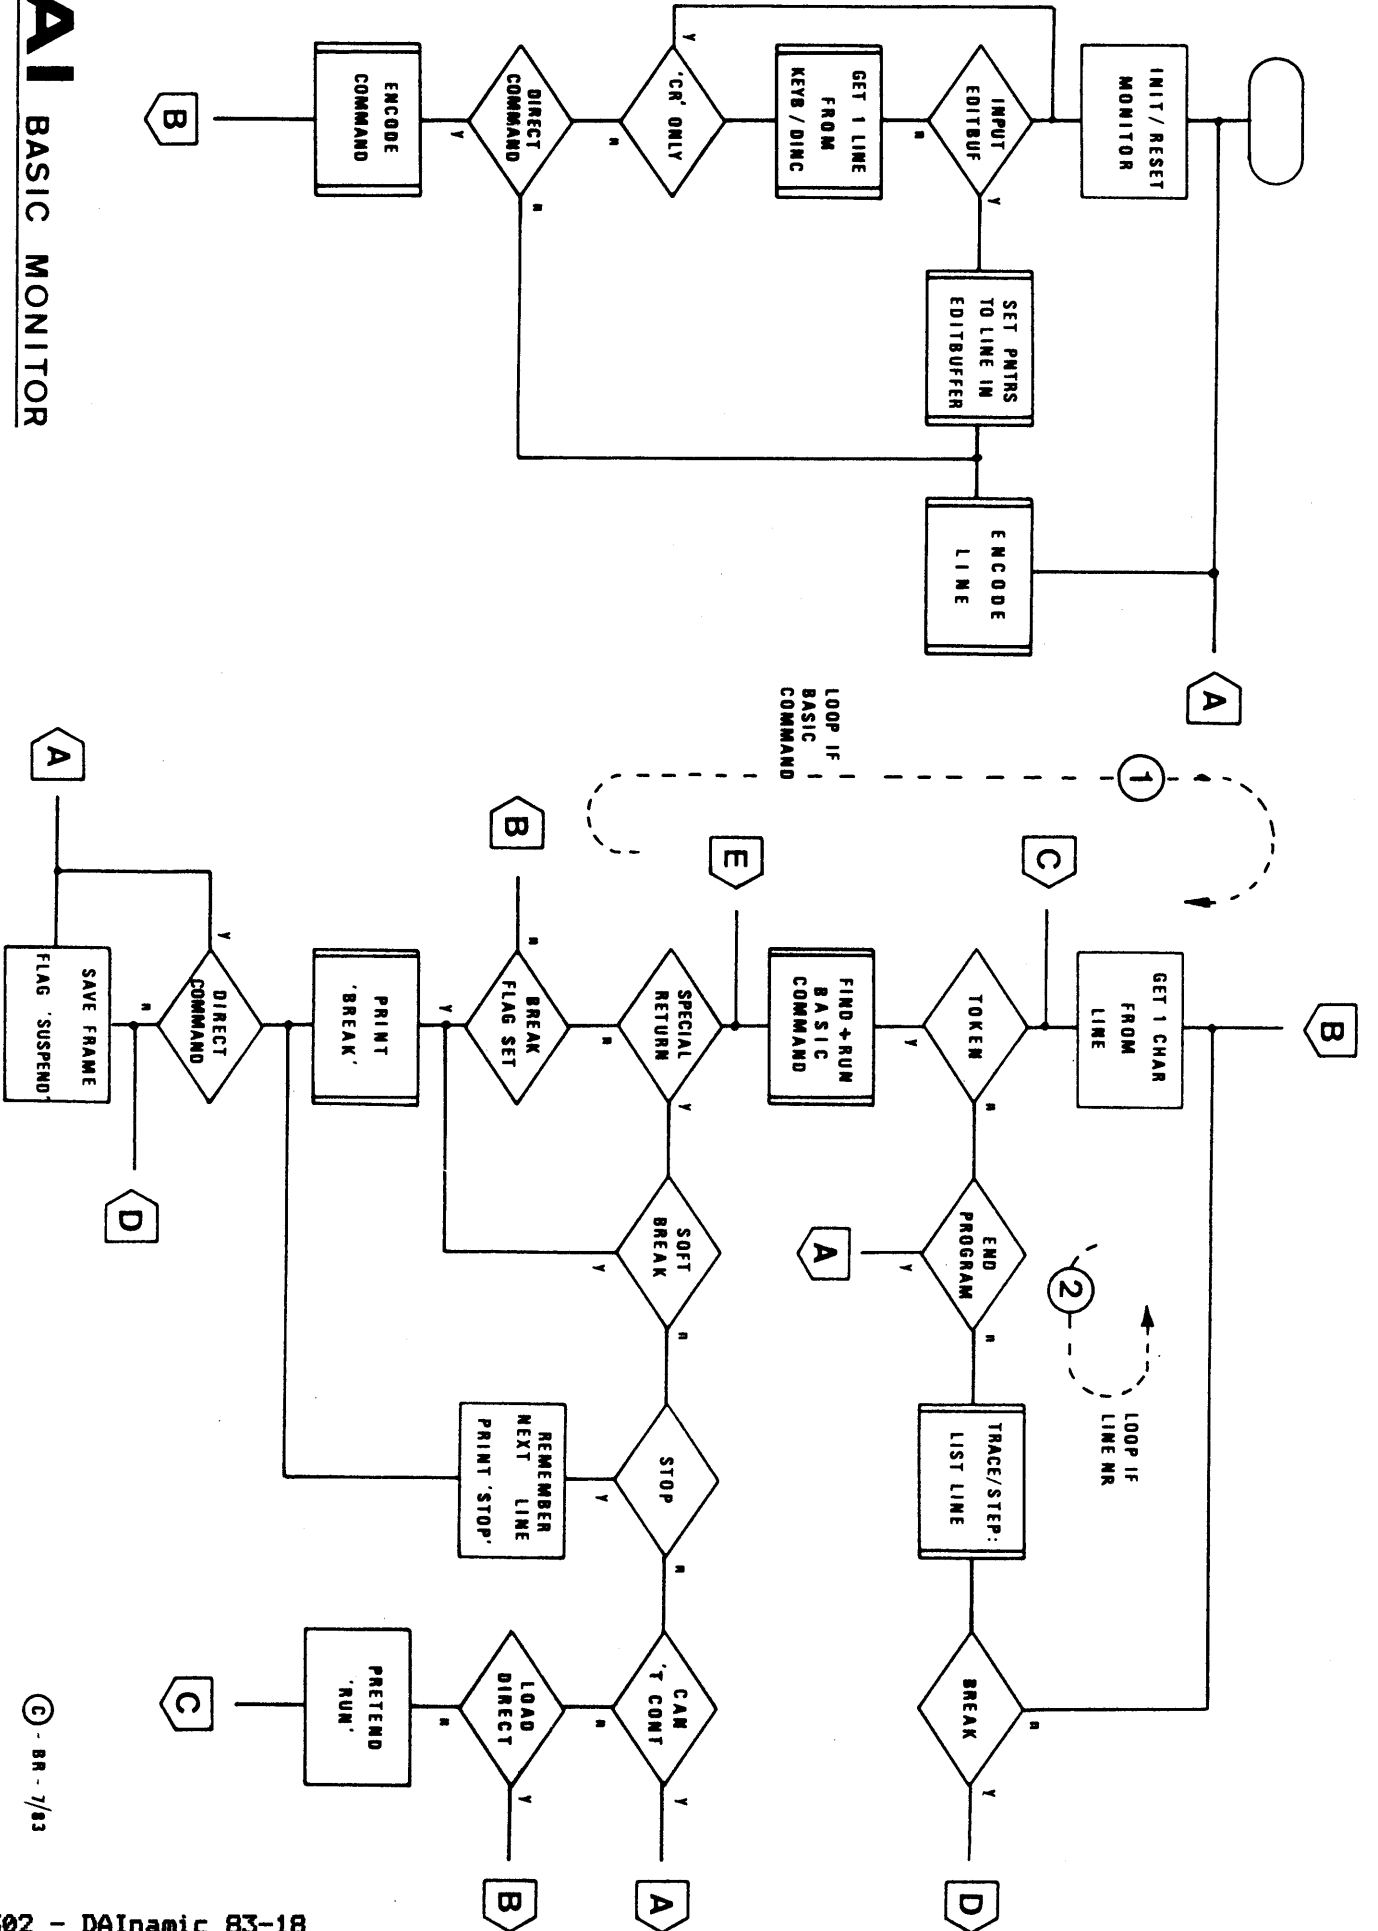 AI BASIC MONITOR
INIT/RESET
MONITOR
INPUT
EDITBUF
n
Y
GET 1 LINE
FROM
KEYB / DINC
'CR' ONLY
Y
n
DIRECT
COMMAND
Y
n
ENCODE
COMMAND
B
SET PNTRS
TO LINE IN
EDITBUFFER
ENCODE
LINE
A
LOOP IF
BASIC
COMMAND
1
B
GET 1 CHAR
FROM
LINE
C
TOKEN
Y
n
END
PROGRAM
Y
n
A
2
LOOP IF
LINE NR
TRACE/STEP:
LIST LINE
BREAK
n
Y
D
FIND+RUN
BASIC
COMMAND
E
SPECIAL
RETURN
n
Y
SOFT
BREAK
Y
n
STOP
Y
n
REMEMBER
NEXT LINE
PRINT 'STOP'
CAN
'T CONT
n
Y
A
LOAD
DIRECT
n
Y
B
PRETEND
'RUN'
C
BREAK
FLAG SET
n
Y
B
PRINT
'BREAK'
DIRECT
COMMAND
Y
n
D
SAVE FRAME
FLAG 'SUSPEND'
A
© - BR - 7/83
02 - DAInamic 83-18